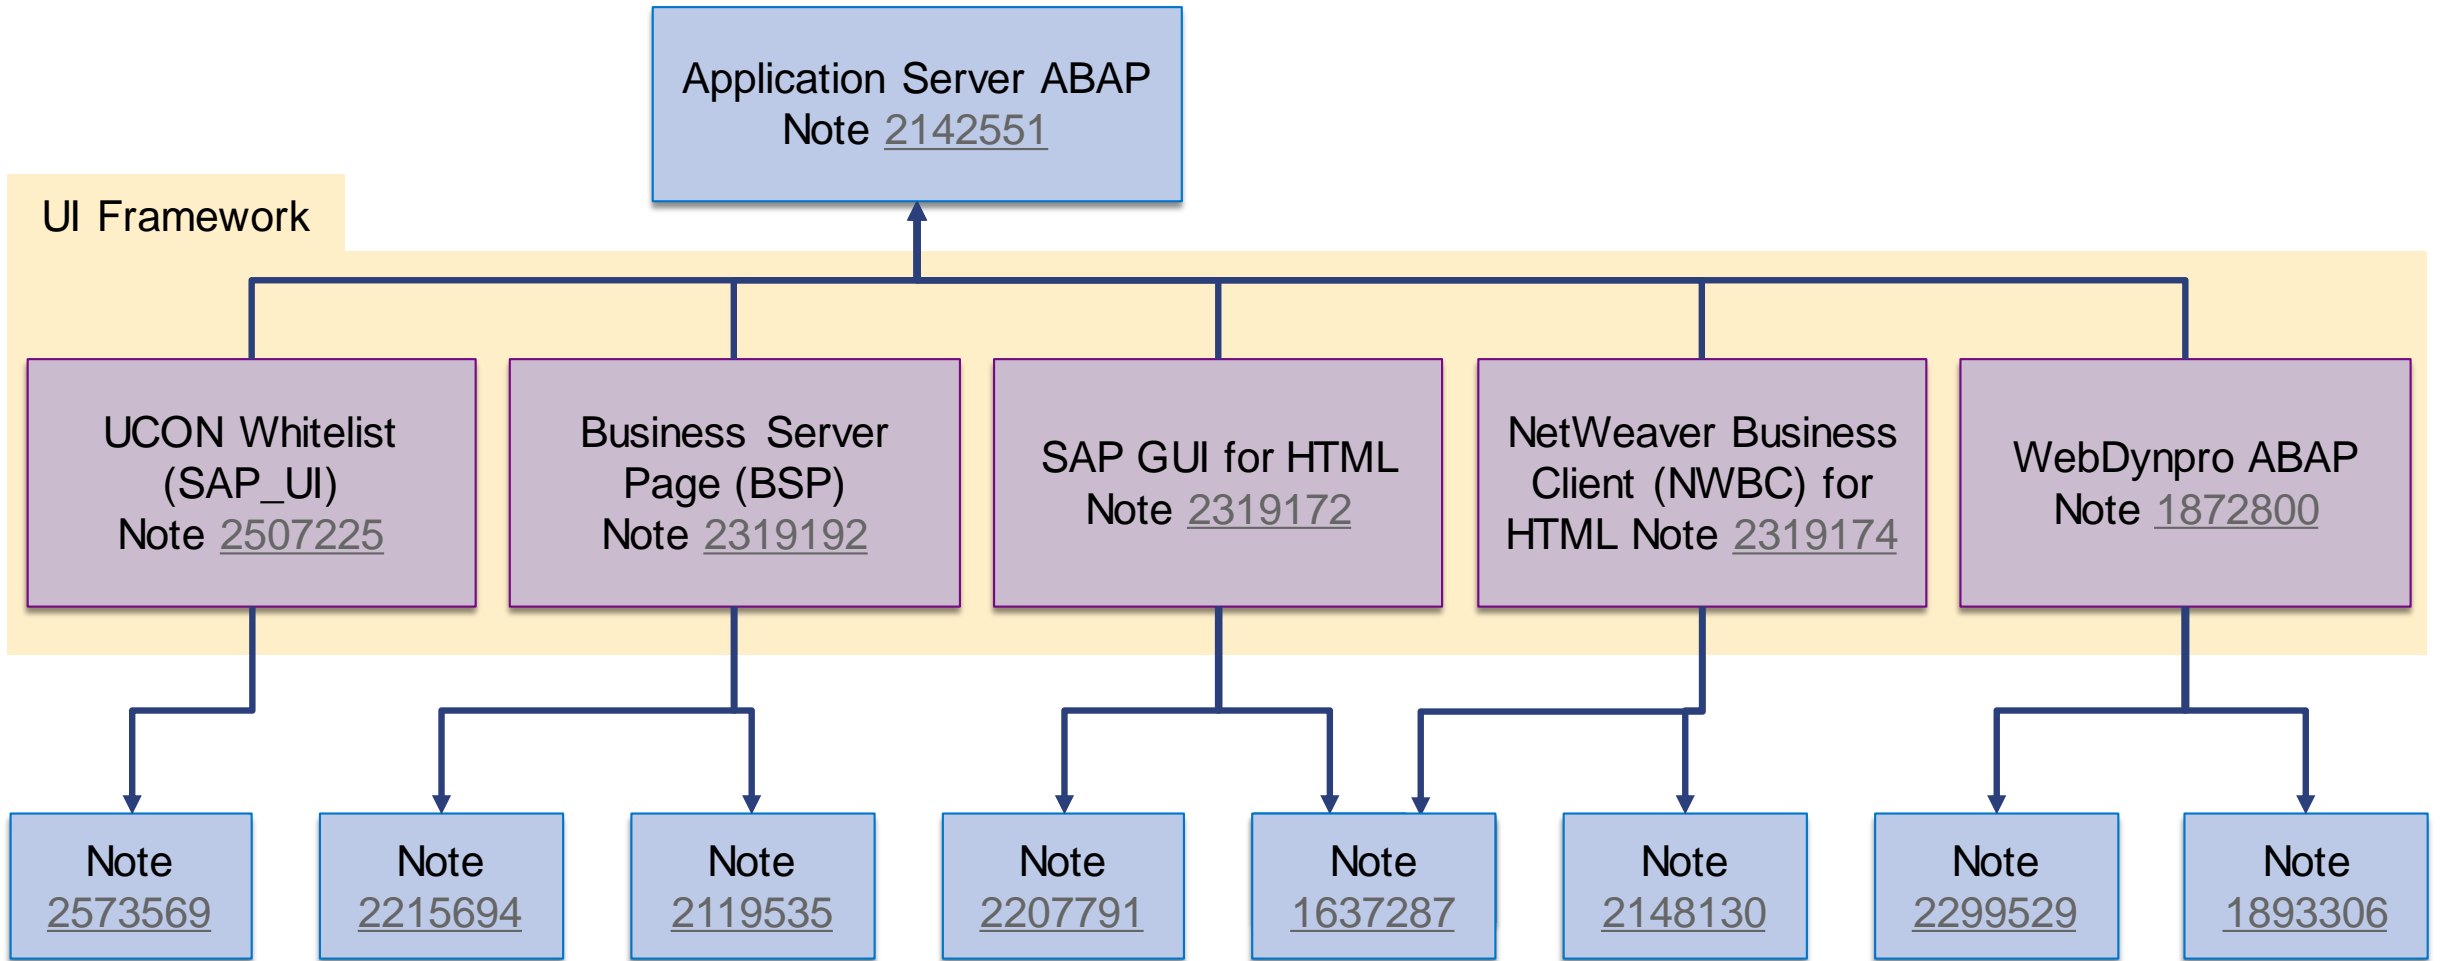 Application Server ABAP
Note 2142551
UI Framework
UCON Whitelist
(SAP_UI)
Note 2507225
Business Server
Page (BSP)
Note 2319192
SAP GUI for HTML
Note 2319172
NetWeaver Business
Client (NWBC) for
HTML Note 2319174
WebDynpro ABAP
Note 1872800
Note
2573569
Note
2215694
Note
2119535
Note
2207791
Note
1637287
Note
2148130
Note
2299529
Note
1893306